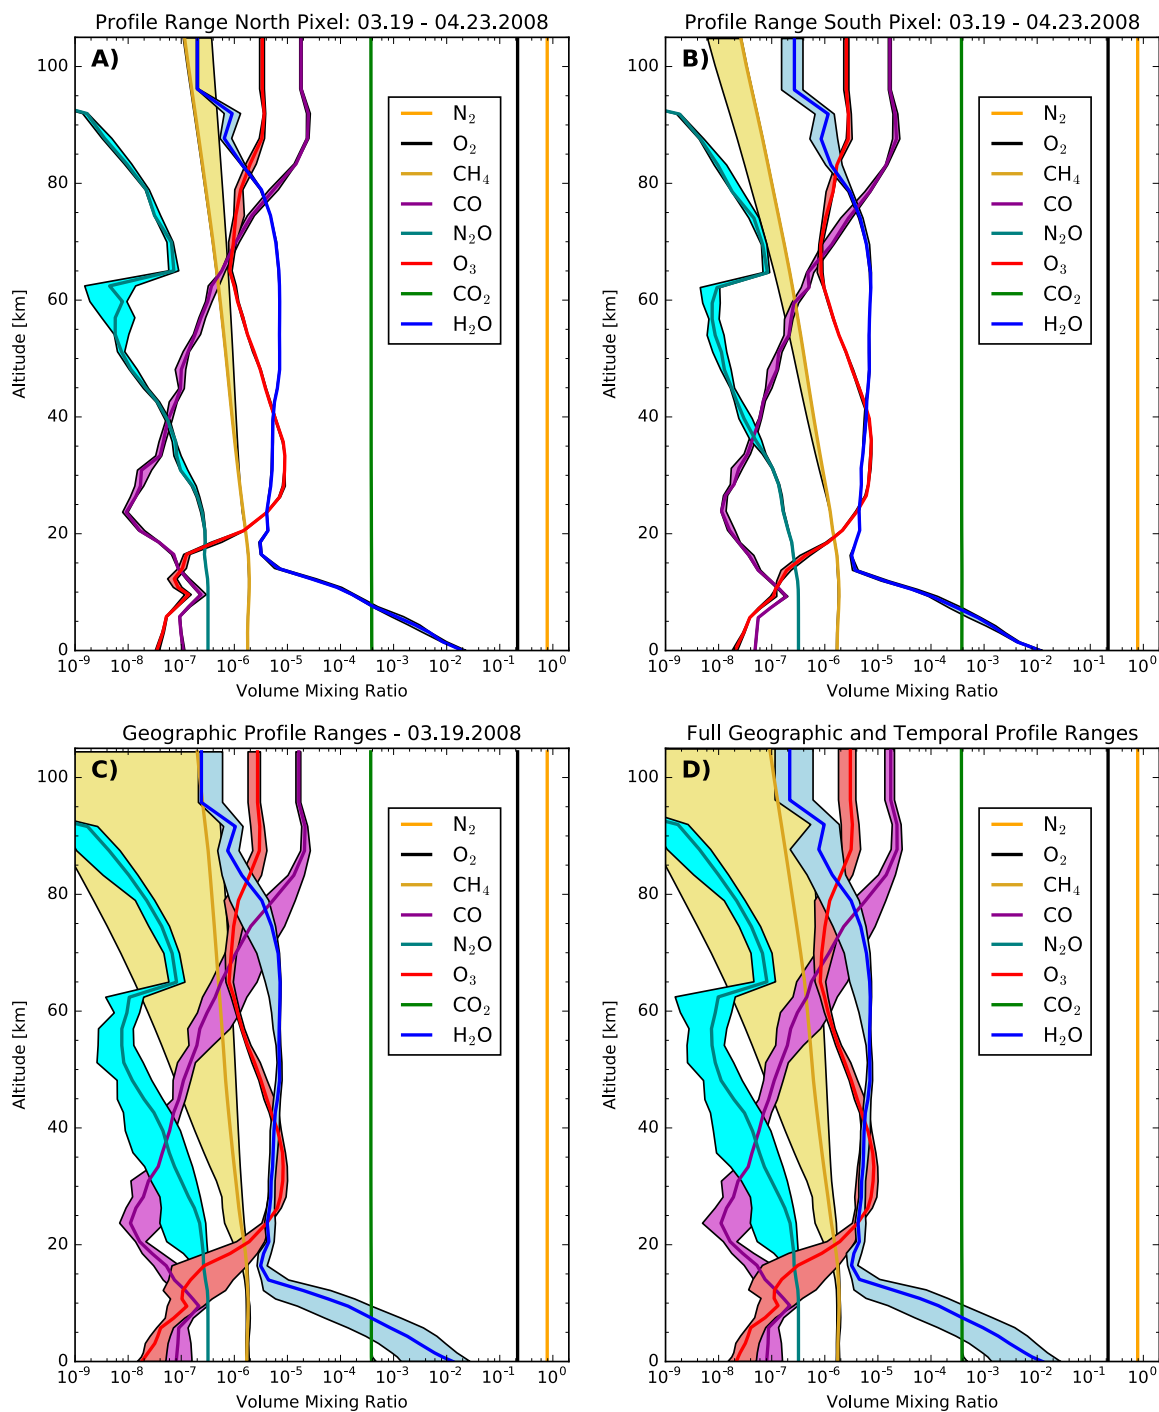 Profile Range North Pixel: 03.19 - 04.23.2008
A)
N₂
O₂
CH₄
CO
N₂O
O₃
CO₂
H₂O
Altitude [km]
100
80
60
40
20
0
10⁻⁹ 10⁻⁸ 10⁻⁷ 10⁻⁶ 10⁻⁵ 10⁻⁴ 10⁻³ 10⁻² 10⁻¹ 10⁰
Volume Mixing Ratio
Profile Range South Pixel: 03.19 - 04.23.2008
B)
N₂
O₂
CH₄
CO
N₂O
O₃
CO₂
H₂O
Altitude [km]
100
80
60
40
20
0
10⁻⁹ 10⁻⁸ 10⁻⁷ 10⁻⁶ 10⁻⁵ 10⁻⁴ 10⁻³ 10⁻² 10⁻¹ 10⁰
Volume Mixing Ratio
Geographic Profile Ranges - 03.19.2008
C)
N₂
O₂
CH₄
CO
N₂O
O₃
CO₂
H₂O
Altitude [km]
100
80
60
40
20
0
10⁻⁹ 10⁻⁸ 10⁻⁷ 10⁻⁶ 10⁻⁵ 10⁻⁴ 10⁻³ 10⁻² 10⁻¹ 10⁰
Volume Mixing Ratio
Full Geographic and Temporal Profile Ranges
D)
N₂
O₂
CH₄
CO
N₂O
O₃
CO₂
H₂O
Altitude [km]
100
80
60
40
20
0
10⁻⁹ 10⁻⁸ 10⁻⁷ 10⁻⁶ 10⁻⁵ 10⁻⁴ 10⁻³ 10⁻² 10⁻¹ 10⁰
Volume Mixing Ratio